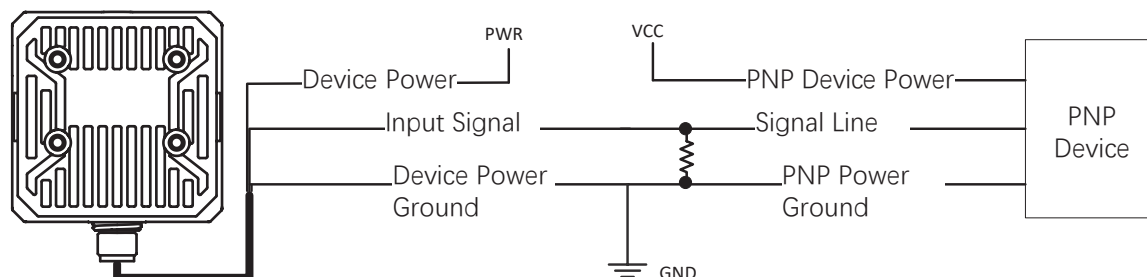 PWR
VCC
Device Power
PNP Device Power
Input Signal
Signal Line
PNP
Device
Device Power
Ground
PNP Power
Ground
GND